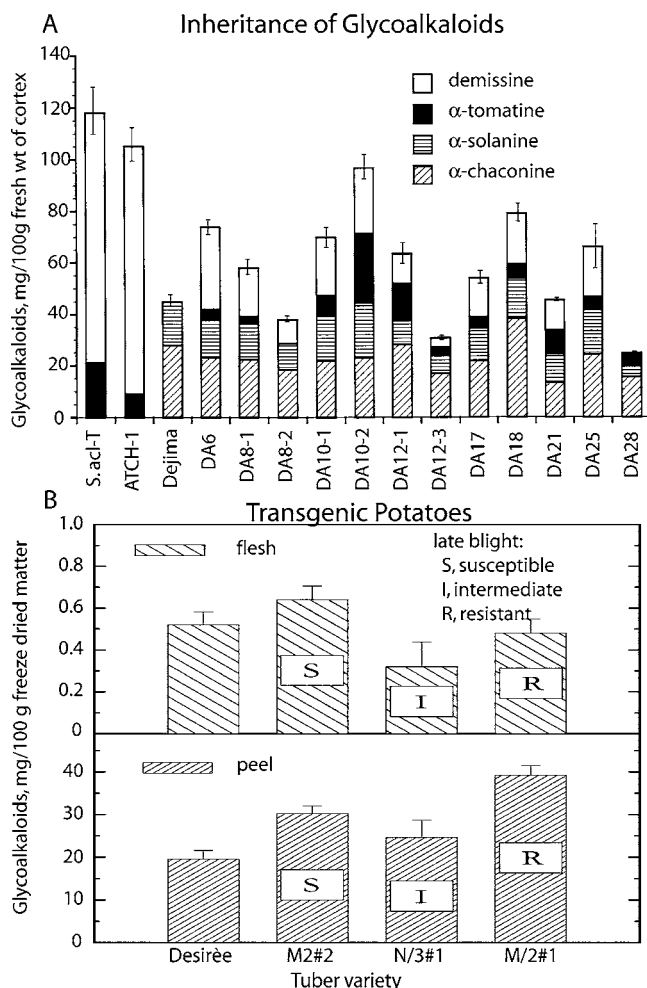 A Inheritance of Glycoalkaloids
Glycoalkaloids, mg/100g fresh wt of cortex
140
120
100
80
60
40
20
0
demissine
α-tomatine
α-solanine
α-chaconine
S.acl-T
ATCH-1
Dejima
DA6
DA8-1
DA8-2
DA10-1
DA10-2
DA12-1
DA12-3
DA17
DA18
DA21
DA25
DA28
B Transgenic Potatoes
Glycoalkaloids, mg/100 g freeze dried matter
1.0
0.8
0.6
0.4
0.2
0
flesh
late blight:
S, susceptible
I, intermediate
R, resistant
S
I
R
40
30
20
10
0
peel
S
I
R
Desirèe M2#2 N/3#1 M/2#1
Tuber variety